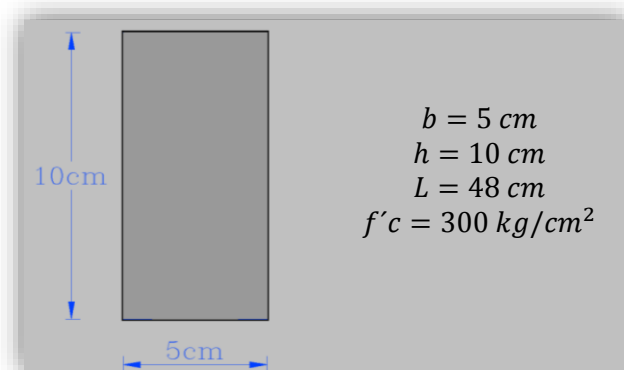 10cm
5cm
b = 5 cm
h = 10 cm
L = 48 cm
f´c = 300 kg/cm²